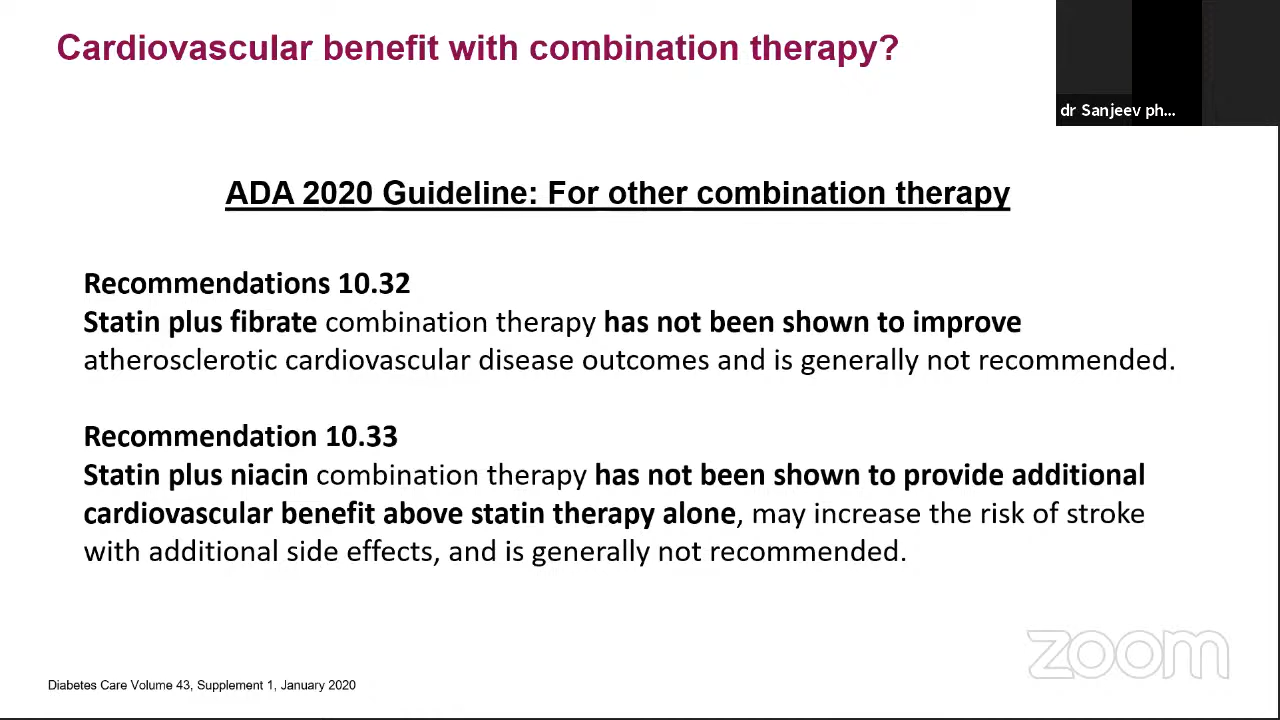 Cardiovascular benefit with combination therapy?
dr Sanjeev ph...
ADA 2020 Guideline: For other combination therapy
Recommendations 10.32
Statin plus fibrate combination therapy has not been shown to improve
atherosclerotic cardiovascular disease outcomes and is generally not recommended.
Recommendation 10.33
Statin plus niacin combination therapy has not been shown to provide additional
cardiovascular benefit above statin therapy alone, may increase the risk of stroke
with additional side effects, and is generally not recommended.
zoom
Diabetes Care Volume 43, Supplement 1, January 2020